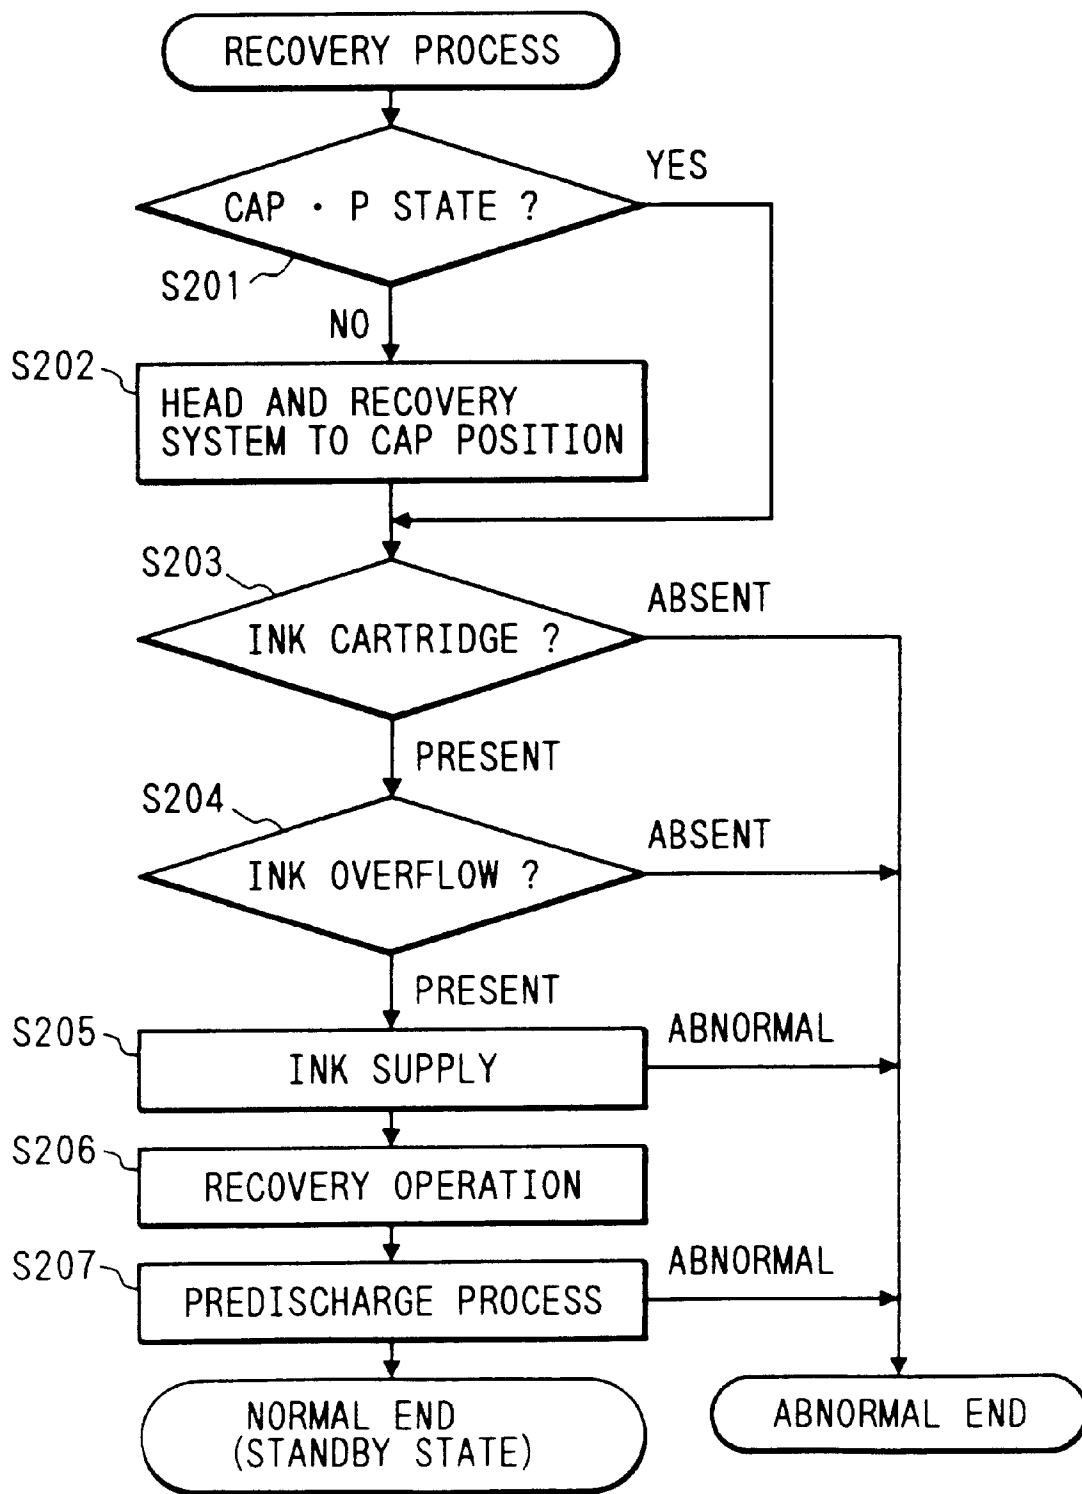 RECOVERY PROCESS
CAP · P STATE ?
YES
S201
NO
S202
HEAD AND RECOVERY
SYSTEM TO CAP POSITION
S203
INK CARTRIDGE ?
ABSENT
PRESENT
S204
INK OVERFLOW ?
ABSENT
PRESENT
S205
INK SUPPLY
ABNORMAL
S206
RECOVERY OPERATION
S207
PREDISCHARGE PROCESS
ABNORMAL
NORMAL END
(STANDBY STATE)
ABNORMAL END